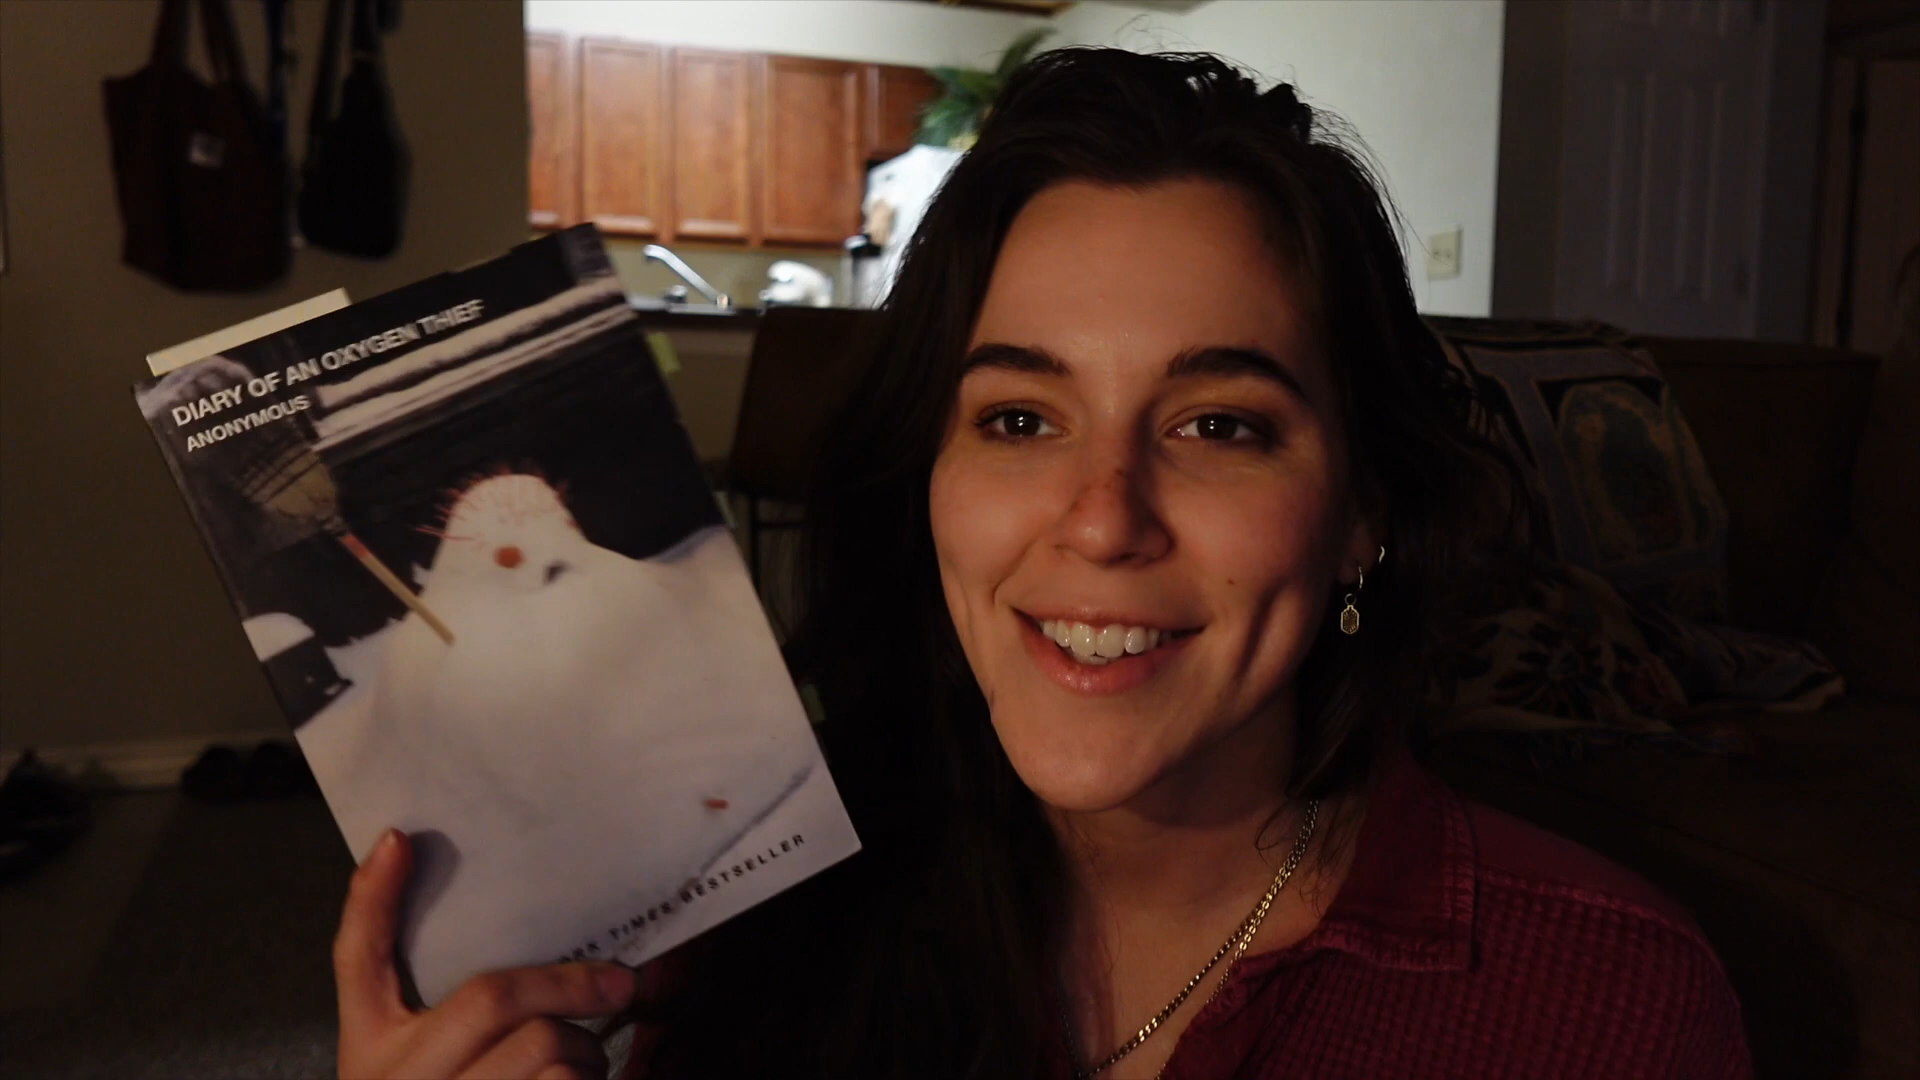 DIARY OF AN OXYGEN THIEF
ANONYMOUS
TIMES BESTSELLER